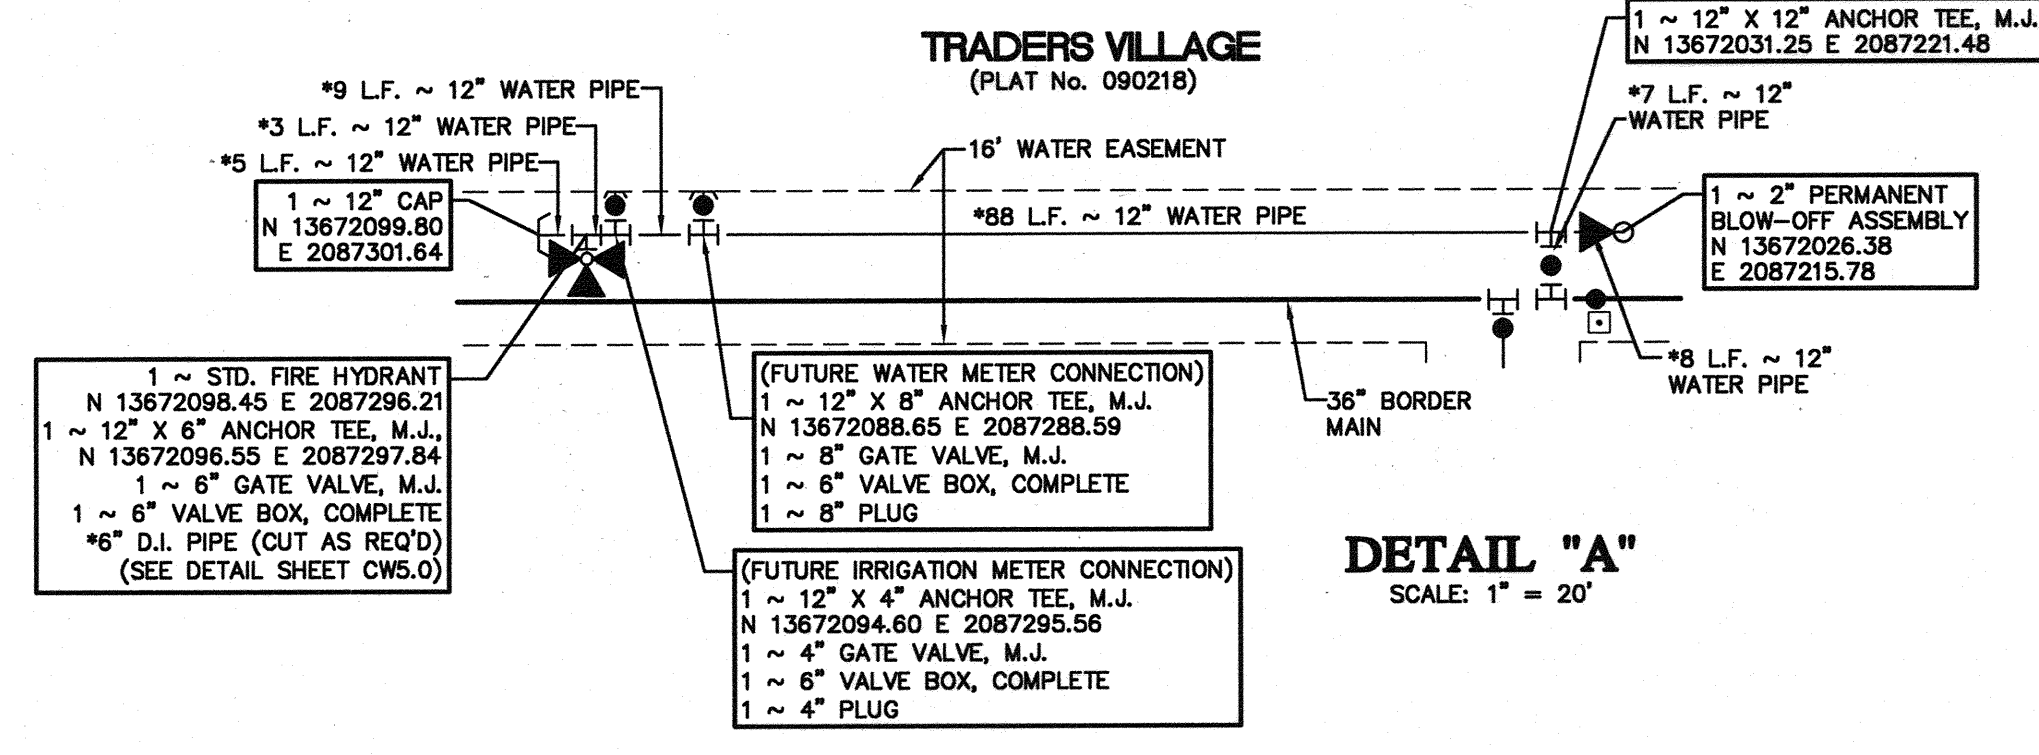 TRADERS VILLAGE
(PLAT No. 090218)
1 ~ 12" X 12" ANCHOR TEE, M.J.
N 13672031.25 E 2087221.48
*9 L.F. ~ 12" WATER PIPE
*3 L.F. ~ 12" WATER PIPE
*5 L.F. ~ 12" WATER PIPE
*7 L.F. ~ 12"
WATER PIPE
16' WATER EASEMENT
1 ~ 12" CAP
N 13672099.80
E 2087301.64
*88 L.F. ~ 12" WATER PIPE
1 ~ 2" PERMANENT
BLOW-OFF ASSEMBLY
N 13672026.38
E 2087215.78
1 ~ STD. FIRE HYDRANT
N 13672098.45 E 2087296.21
1 ~ 12" X 6" ANCHOR TEE, M.J.,
N 13672096.55 E 2087297.84
1 ~ 6" GATE VALVE, M.J.
1 ~ 6" VALVE BOX, COMPLETE
*6" D.I. PIPE (CUT AS REQ'D)
(SEE DETAIL SHEET CW5.0)
(FUTURE WATER METER CONNECTION)
1 ~ 12" X 8" ANCHOR TEE, M.J.
N 13672088.65 E 2087288.59
1 ~ 8" GATE VALVE, M.J.
1 ~ 6" VALVE BOX, COMPLETE
1 ~ 8" PLUG
36" BORDER
MAIN
*8 L.F. ~ 12"
WATER PIPE
(FUTURE IRRIGATION METER CONNECTION)
1 ~ 12" X 4" ANCHOR TEE, M.J.
N 13672094.60 E 2087295.56
1 ~ 4" GATE VALVE, M.J.
1 ~ 6" VALVE BOX, COMPLETE
1 ~ 4" PLUG
DETAIL "A"
SCALE: 1" = 20'